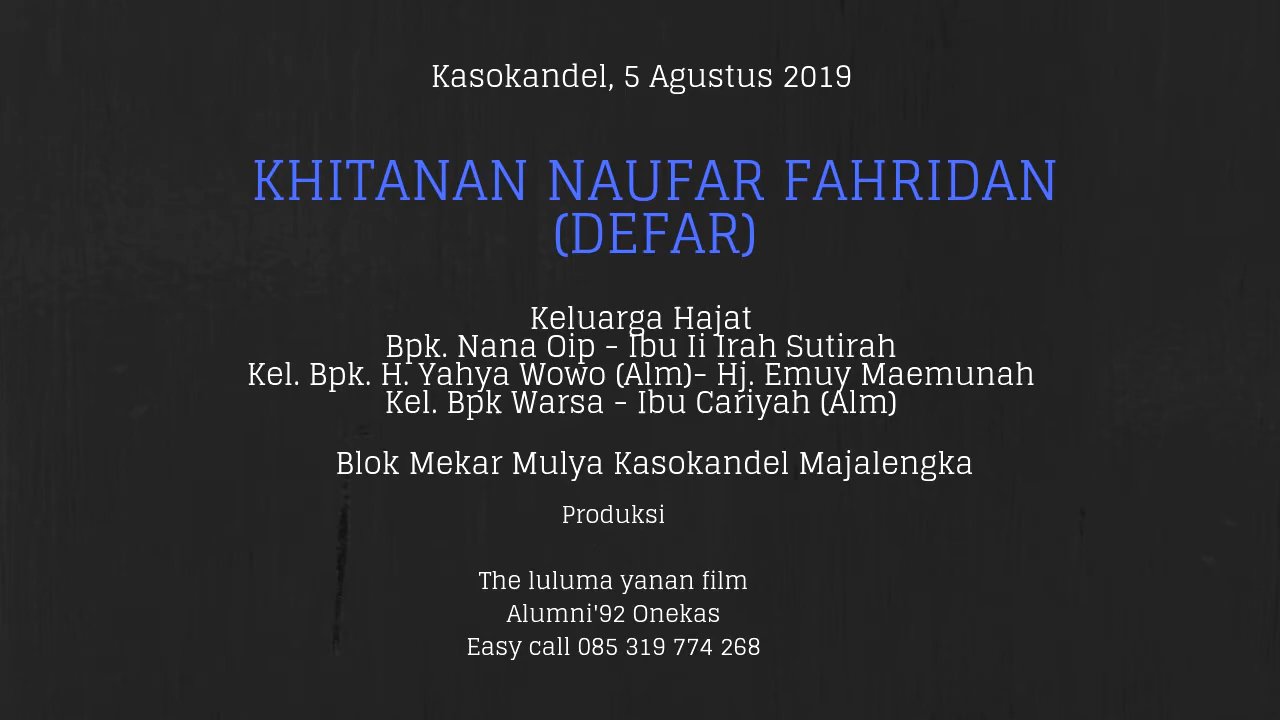 Kasokandel, 5 Agustus 2019
KHITANAN NAUFAR FAHRIDAN
(DEFAR)
Keluarga Hajat
Bpk. Nana Oip - Ibu Ii Irah Sutirah
Kel. Bpk. H. Yahya Wowo (Alm)- Hj. Emuy Maemunah
Kel. Bpk Warsa - Ibu Cariyah (Alm)
Blok Mekar Mulya Kasokandel Majalengka
Produksi
The luluma yanan film
Alumni'92 Onekas
Easy call 085 319 774 268